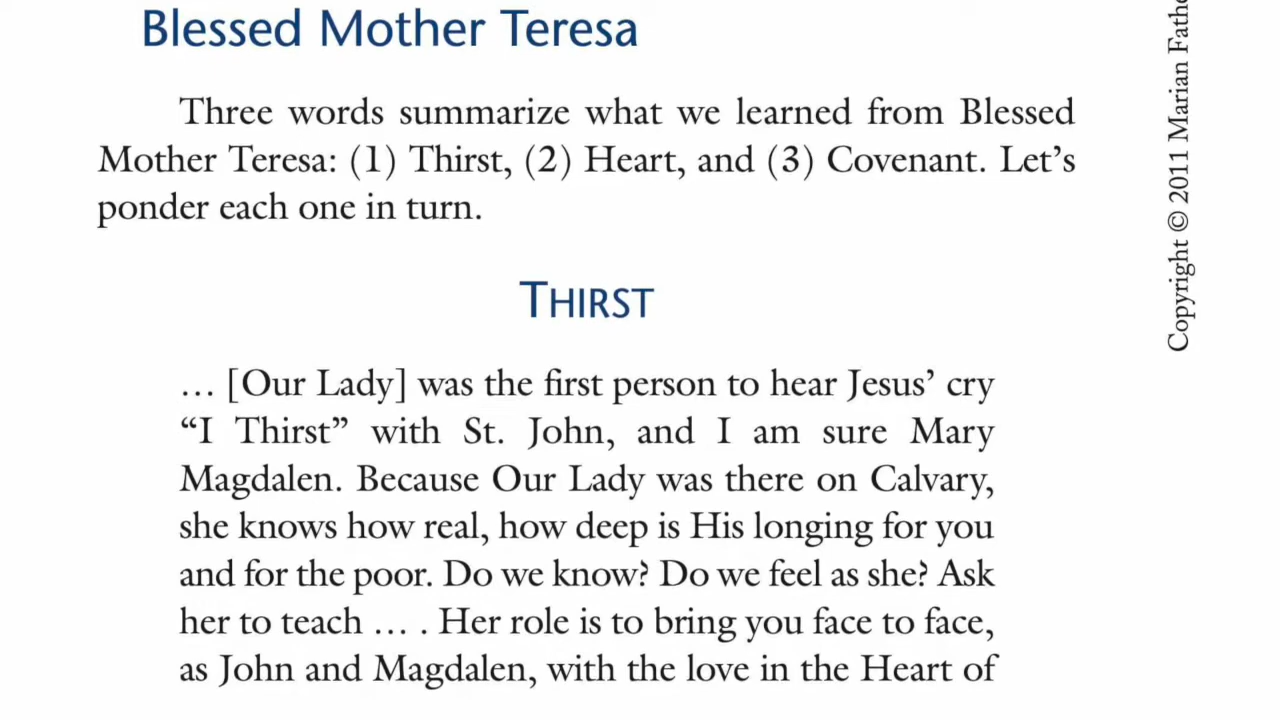 Blessed Mother Teresa
Three words summarize what we learned from Blessed
Mother Teresa: (1) Thirst, (2) Heart, and (3) Covenant. Let’s
ponder each one in turn.
THIRST
… [Our Lady] was the first person to hear Jesus’ cry
“I Thirst” with St. John, and I am sure Mary
Magdalen. Because Our Lady was there on Calvary,
she knows how real, how deep is His longing for you
and for the poor. Do we know? Do we feel as she? Ask
her to teach … . Her role is to bring you face to face,
as John and Magdalen, with the love in the Heart of
Copyright © 2011 Marian